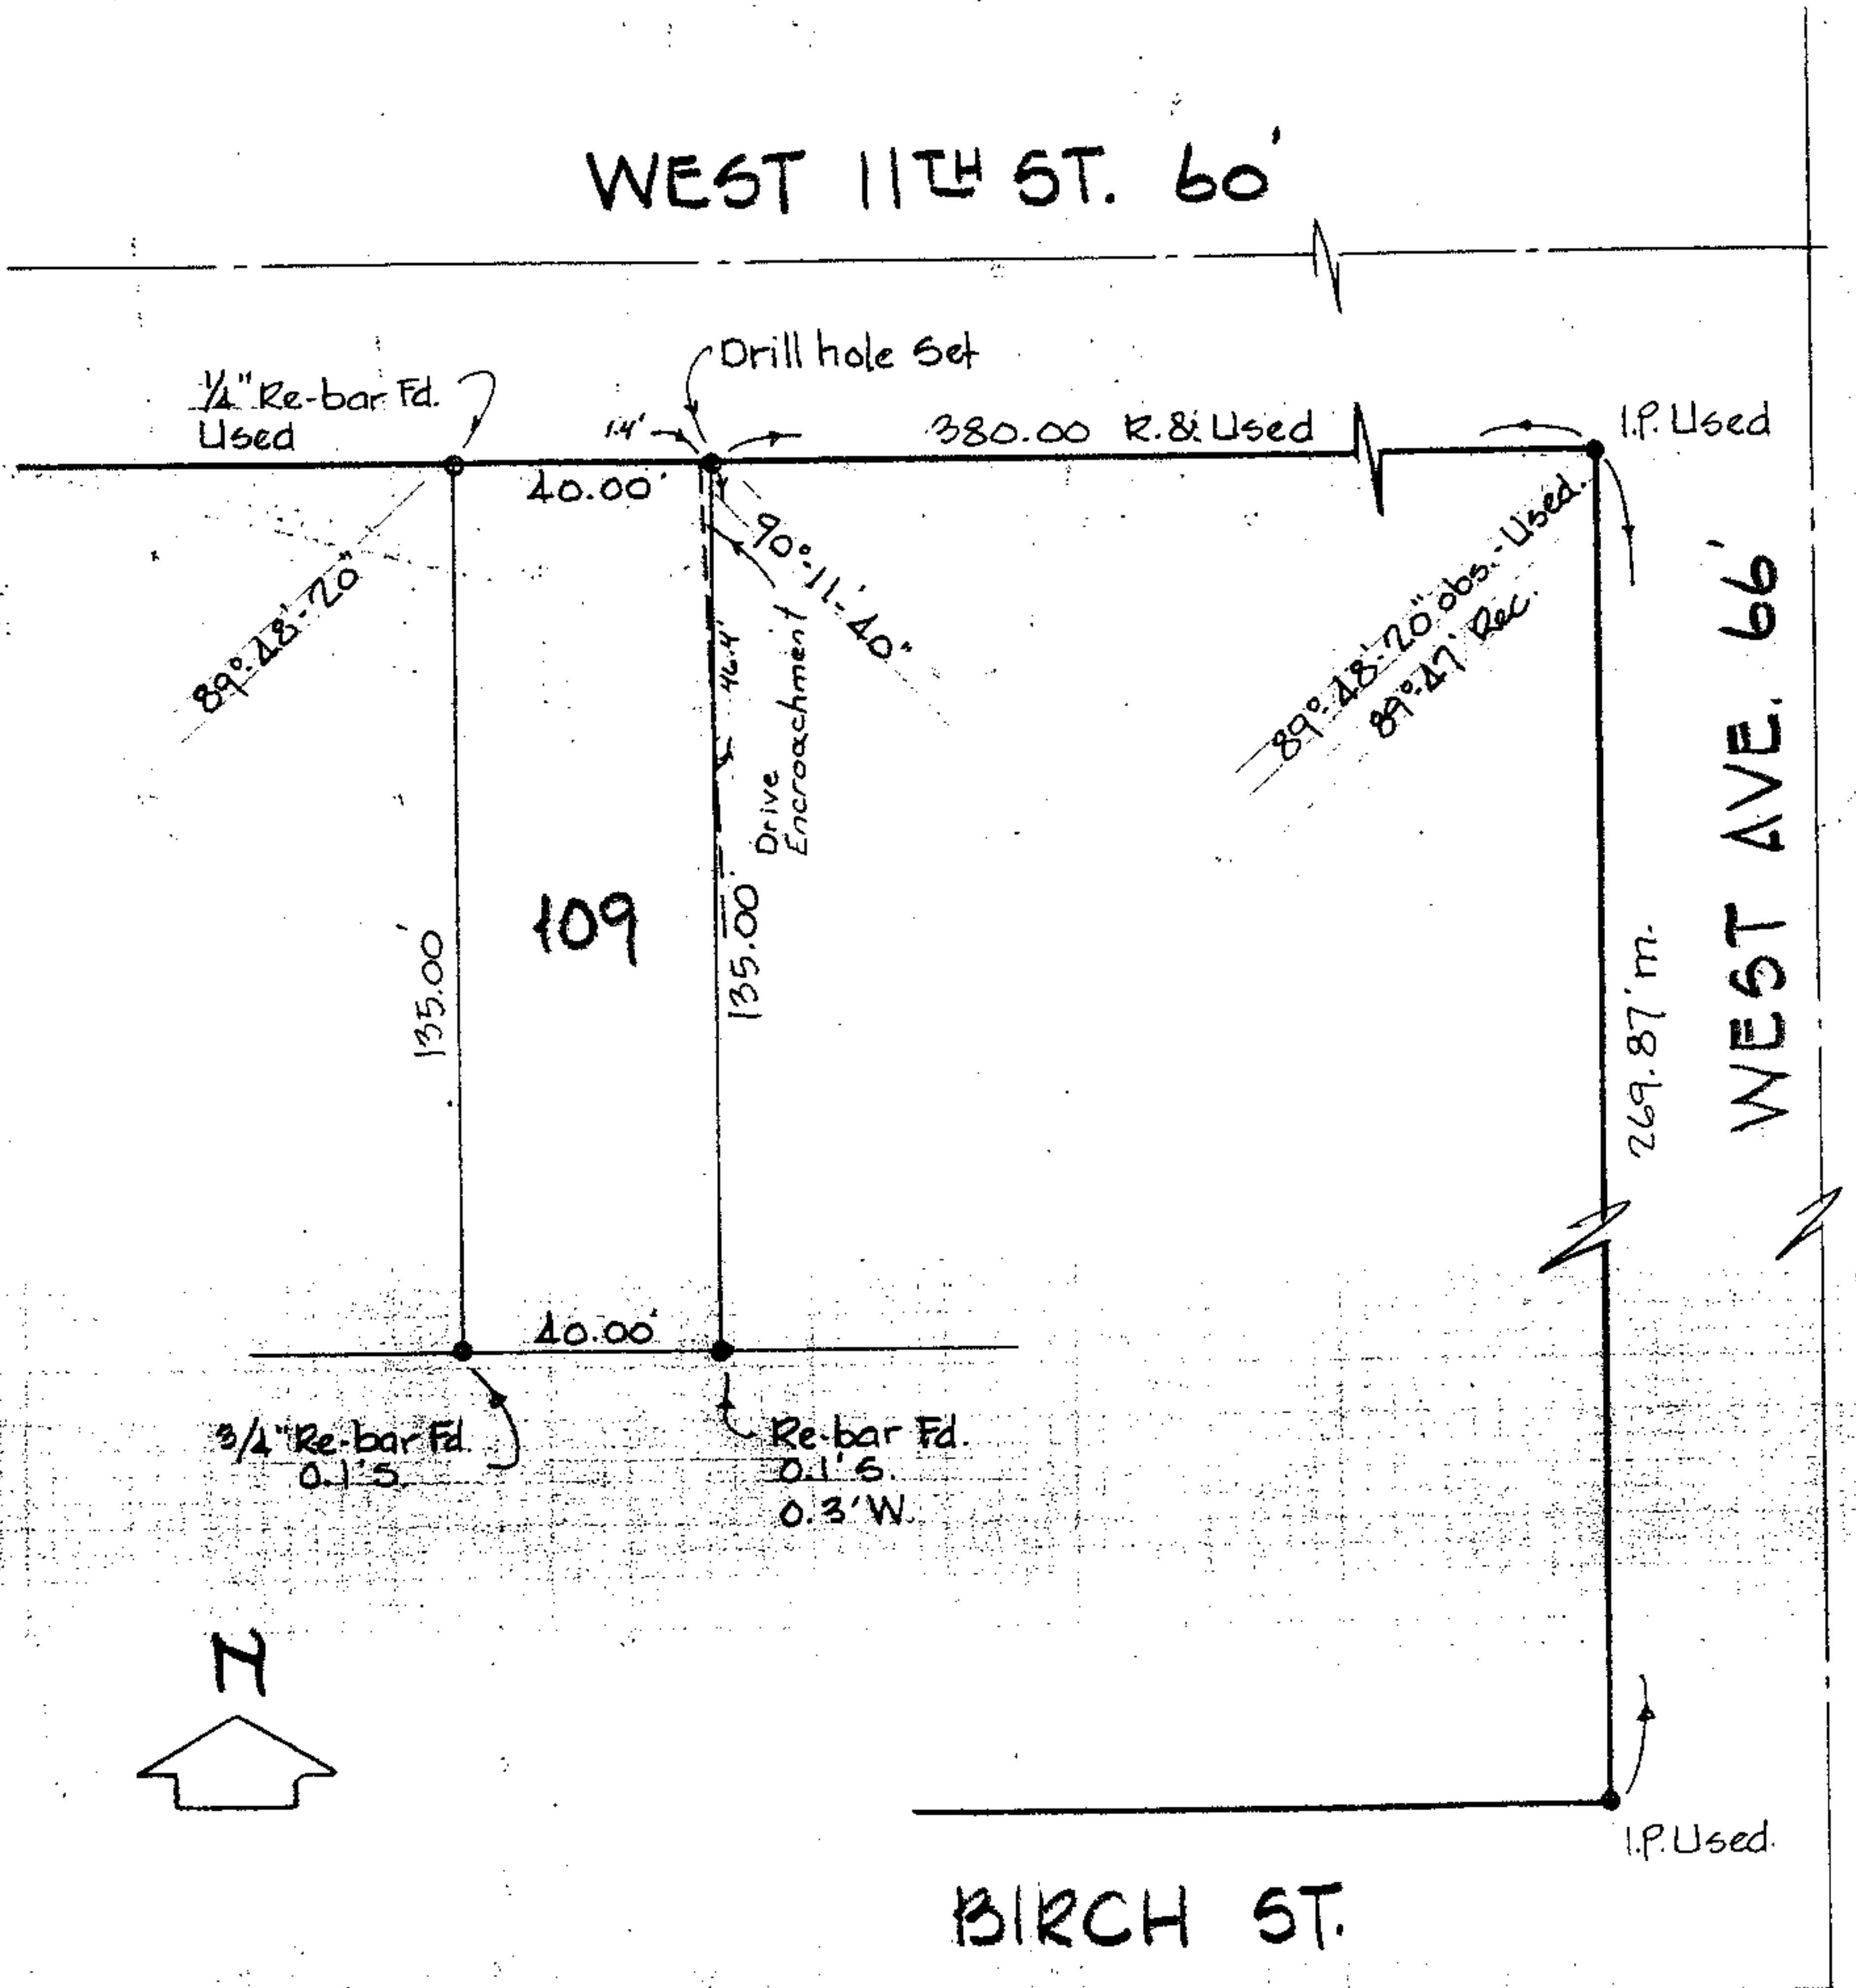 WEST 11TH ST. 60'
Drill hole Set
1/4" Re-bar Fd.
Used
1.4'
380.00 R.& Used
I.P. Used
40.00'
89°-48'-20"
90°-11'-40"
89°-48'-20" obs.- Used.
89°-47' Rec.
46.4'
Drive
Encroachment
WEST AVE. 66'
109
135.00'
135.00'
269.87' m.
40.00'
3/4" Re-bar Fd.
0.1' S.
Re-bar Fd.
0.1' S.
0.3' W.
N
I.P. Used.
BIRCH ST.